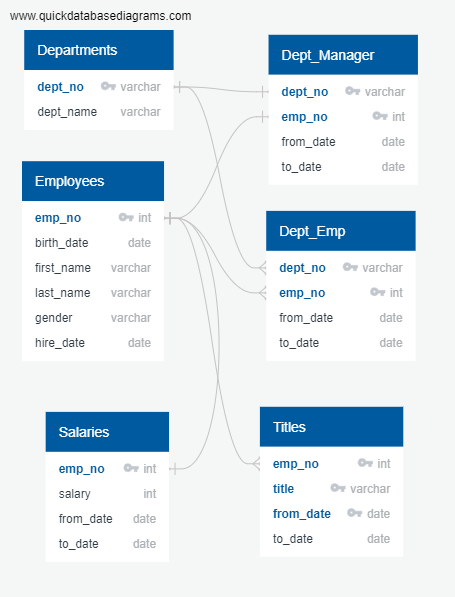 www.quickdatabasediagrams.com
Departments
dept_no varchar
dept_name varchar
Dept_Manager
dept_no varchar
emp_no int
from_date date
to_date date
Employees
emp_no int
birth_date date
first_name varchar
last_name varchar
gender varchar
hire_date date
Dept_Emp
dept_no varchar
emp_no int
from_date date
to_date date
Salaries
emp_no int
salary int
from_date date
to_date date
Titles
emp_no int
title varchar
from_date date
to_date date